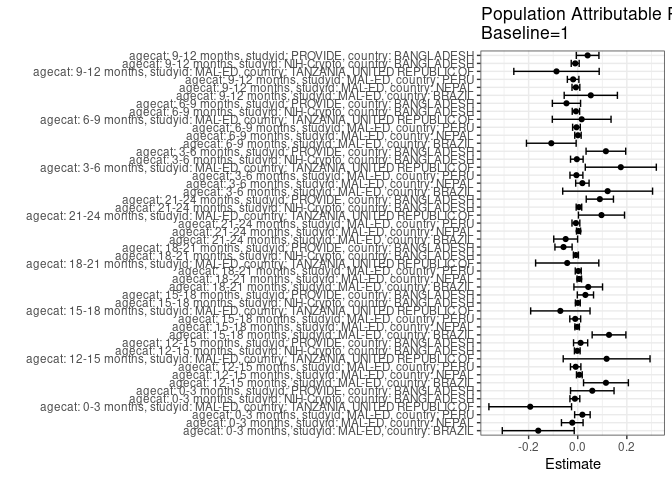 Population Attributable
Baseline=1
agecat: 9-12 months, studyid: PROVIDE, country: BANGLADESH
agecat: 9-12 months, studyid: NIH-Crypto, country: BANGLADESH
agecat: 9-12 months, studyid: MAL-ED, country: TANZANIA, UNITED REPUBLIC OF
agecat: 9-12 months, studyid: MAL-ED, country: PERU
agecat: 9-12 months, studyid: MAL-ED, country: NEPAL
agecat: 9-12 months, studyid: MAL-ED, country: BRAZIL
agecat: 6-9 months, studyid: PROVIDE, country: BANGLADESH
agecat: 6-9 months, studyid: NIH-Crypto, country: BANGLADESH
agecat: 6-9 months, studyid: MAL-ED, country: TANZANIA, UNITED REPUBLIC OF
agecat: 6-9 months, studyid: MAL-ED, country: PERU
agecat: 6-9 months, studyid: MAL-ED, country: NEPAL
agecat: 6-9 months, studyid: MAL-ED, country: BRAZIL
agecat: 3-6 months, studyid: PROVIDE, country: BANGLADESH
agecat: 3-6 months, studyid: NIH-Crypto, country: BANGLADESH
agecat: 3-6 months, studyid: MAL-ED, country: TANZANIA, UNITED REPUBLIC OF
agecat: 3-6 months, studyid: MAL-ED, country: PERU
agecat: 3-6 months, studyid: MAL-ED, country: NEPAL
agecat: 3-6 months, studyid: MAL-ED, country: BRAZIL
agecat: 21-24 months, studyid: PROVIDE, country: BANGLADESH
agecat: 21-24 months, studyid: NIH-Crypto, country: BANGLADESH
agecat: 21-24 months, studyid: MAL-ED, country: TANZANIA, UNITED REPUBLIC OF
agecat: 21-24 months, studyid: MAL-ED, country: PERU
agecat: 21-24 months, studyid: MAL-ED, country: NEPAL
agecat: 21-24 months, studyid: MAL-ED, country: BRAZIL
agecat: 18-21 months, studyid: PROVIDE, country: BANGLADESH
agecat: 18-21 months, studyid: NIH-Crypto, country: BANGLADESH
agecat: 18-21 months, studyid: MAL-ED, country: TANZANIA, UNITED REPUBLIC OF
agecat: 18-21 months, studyid: MAL-ED, country: PERU
agecat: 18-21 months, studyid: MAL-ED, country: NEPAL
agecat: 18-21 months, studyid: MAL-ED, country: BRAZIL
agecat: 15-18 months, studyid: PROVIDE, country: BANGLADESH
agecat: 15-18 months, studyid: NIH-Crypto, country: BANGLADESH
agecat: 15-18 months, studyid: MAL-ED, country: TANZANIA, UNITED REPUBLIC OF
agecat: 15-18 months, studyid: MAL-ED, country: PERU
agecat: 15-18 months, studyid: MAL-ED, country: NEPAL
agecat: 15-18 months, studyid: MAL-ED, country: BRAZIL
agecat: 12-15 months, studyid: PROVIDE, country: BANGLADESH
agecat: 12-15 months, studyid: NIH-Crypto, country: BANGLADESH
agecat: 12-15 months, studyid: MAL-ED, country: TANZANIA, UNITED REPUBLIC OF
agecat: 12-15 months, studyid: MAL-ED, country: PERU
agecat: 12-15 months, studyid: MAL-ED, country: NEPAL
agecat: 12-15 months, studyid: MAL-ED, country: BRAZIL
agecat: 0-3 months, studyid: PROVIDE, country: BANGLADESH
agecat: 0-3 months, studyid: NIH-Crypto, country: BANGLADESH
agecat: 0-3 months, studyid: MAL-ED, country: TANZANIA, UNITED REPUBLIC OF
agecat: 0-3 months, studyid: MAL-ED, country: PERU
agecat: 0-3 months, studyid: MAL-ED, country: NEPAL
agecat: 0-3 months, studyid: MAL-ED, country: BRAZIL
-0.2 0.0 0.2
Estimate